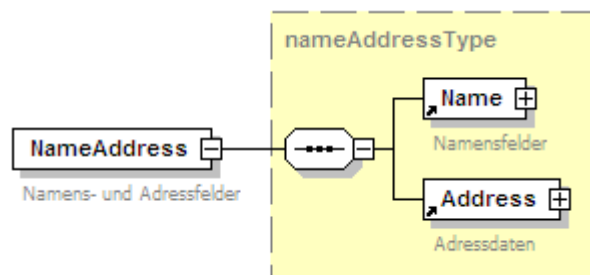 nameAddressType
Name
Namensfelder
NameAddress
Namens- und Adressfelder
Address
Adressdaten